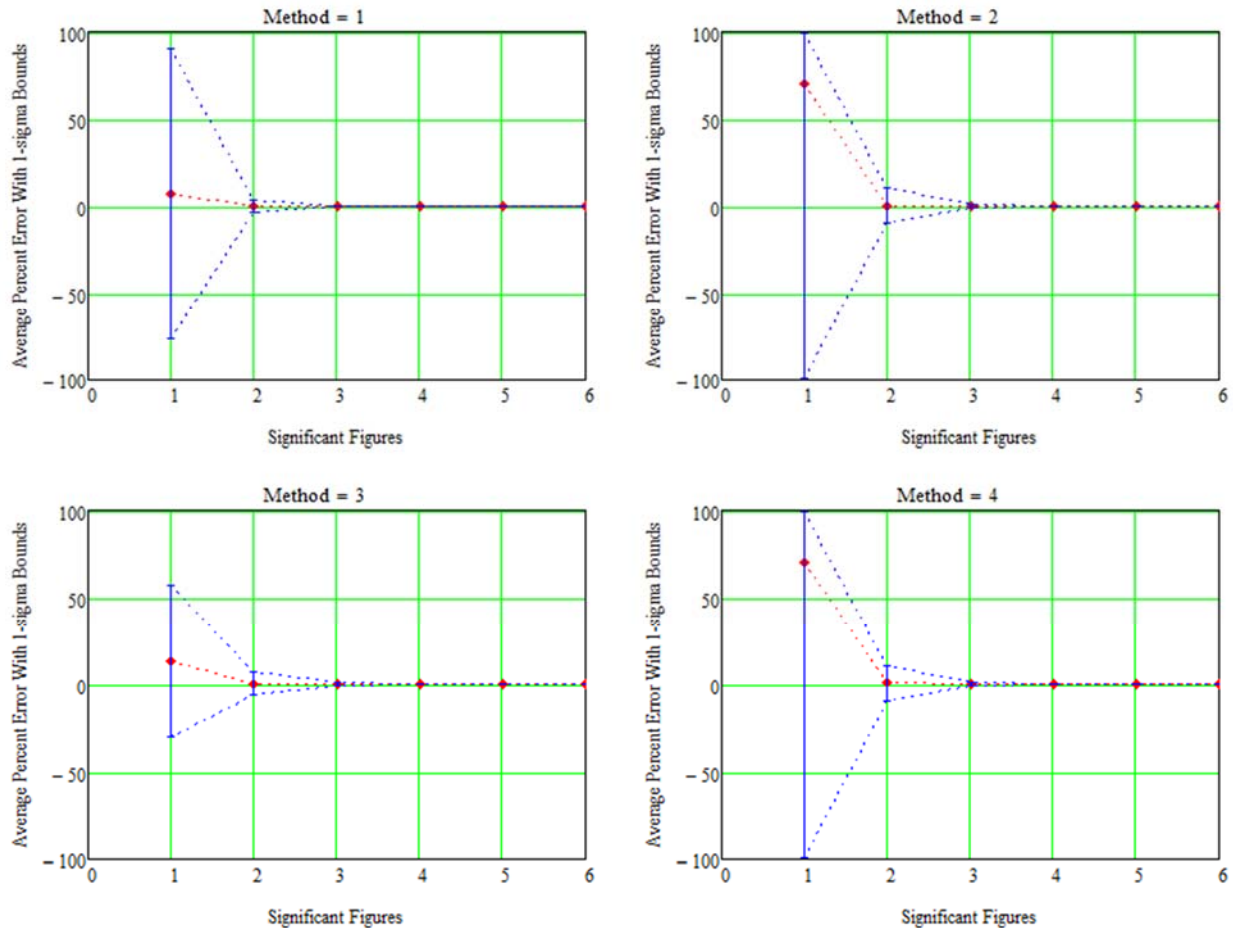 Method = 1
Average Percent Error With 1-sigma Bounds
100
50
0
− 50
− 100
0 1 2 3 4 5 6
Significant Figures
Method = 2
Average Percent Error With 1-sigma Bounds
100
50
0
− 50
− 100
0 1 2 3 4 5 6
Significant Figures
Method = 3
Average Percent Error With 1-sigma Bounds
100
50
0
− 50
− 100
0 1 2 3 4 5 6
Significant Figures
Method = 4
Average Percent Error With 1-sigma Bounds
100
50
0
− 50
− 100
0 1 2 3 4 5 6
Significant Figures